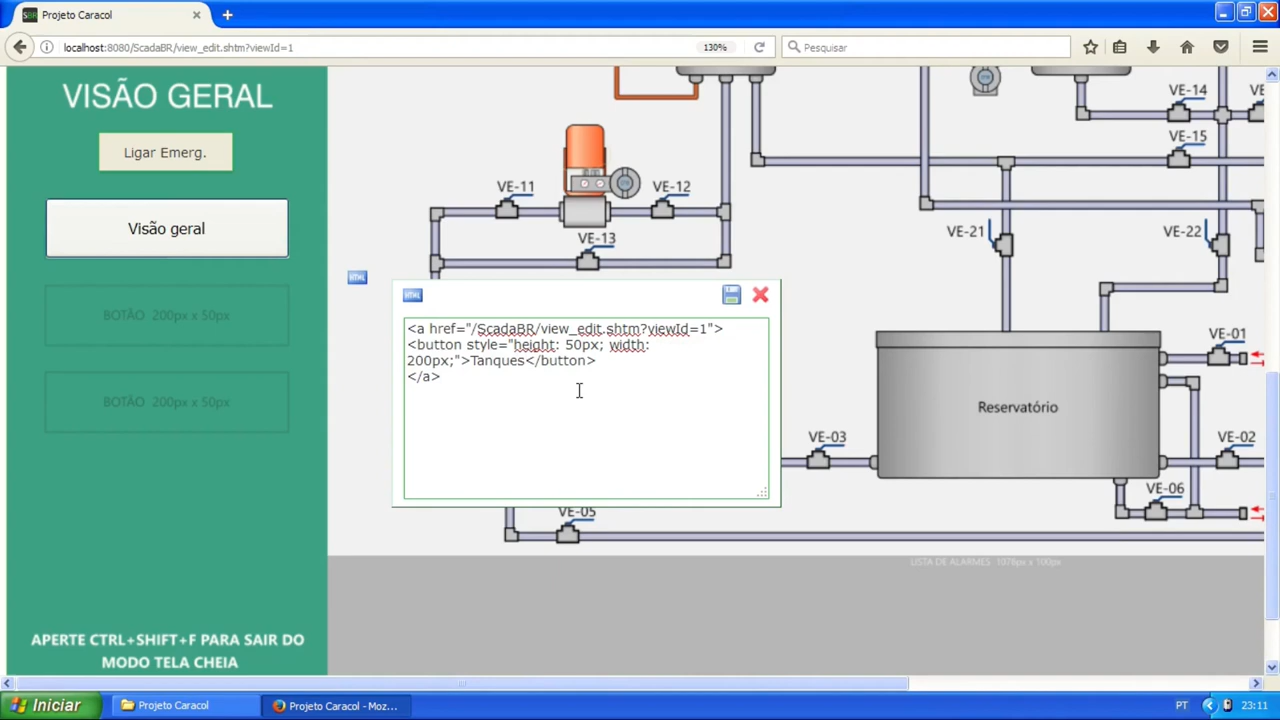 Projeto Caracol
localhost:8080/ScadaBR/view_edit.shtm?viewId=1
130%
Pesquisar
VISÃO GERAL
Ligar Emerg.
Visão geral
BOTÃO 200px x 50px
BOTÃO 200px x 50px
APERTE CTRL+SHIFT+F PARA SAIR DO
MODO TELA CHEIA
VE-11
VE-12
VE-13
VE-14
VE-15
VE-21
VE-22
VE-01
Reservatório
VE-03
VE-02
VE-06
VE-05
HTML
HTML
<a href="/ScadaBR/view_edit.shtm?viewId=1">
<button style="height: 50px; width:
200px;">Tanques</button>
</a>
LISTA DE ALARMES 1978px x 100px
Iniciar
Projeto Caracol
Projeto Caracol - Moz...
PT
23:11